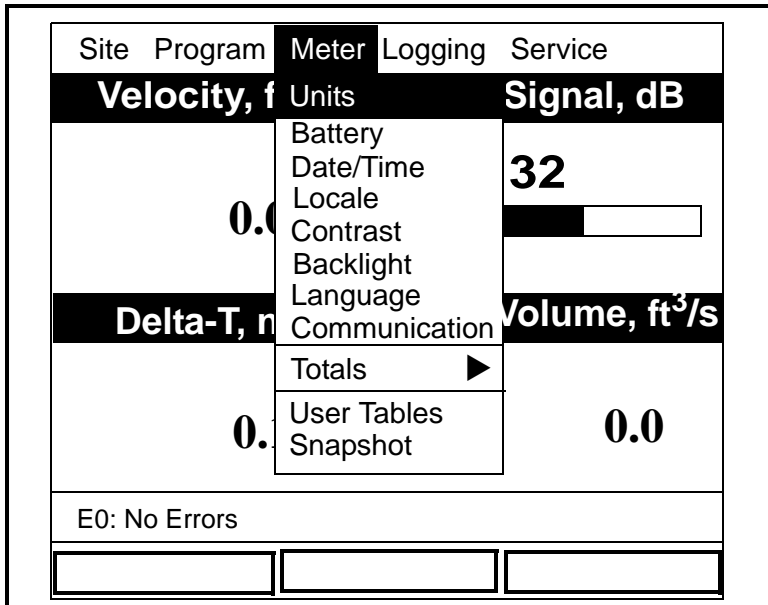 Site Program Meter Logging Service
Velocity, f Units Signal, dB
Battery
Date/Time
32
Locale
0.0
Contrast
Backlight
Language
Delta-T, n Communication Volume, ft³/s
Totals
User Tables
0. 0.0
Snapshot
E0: No Errors